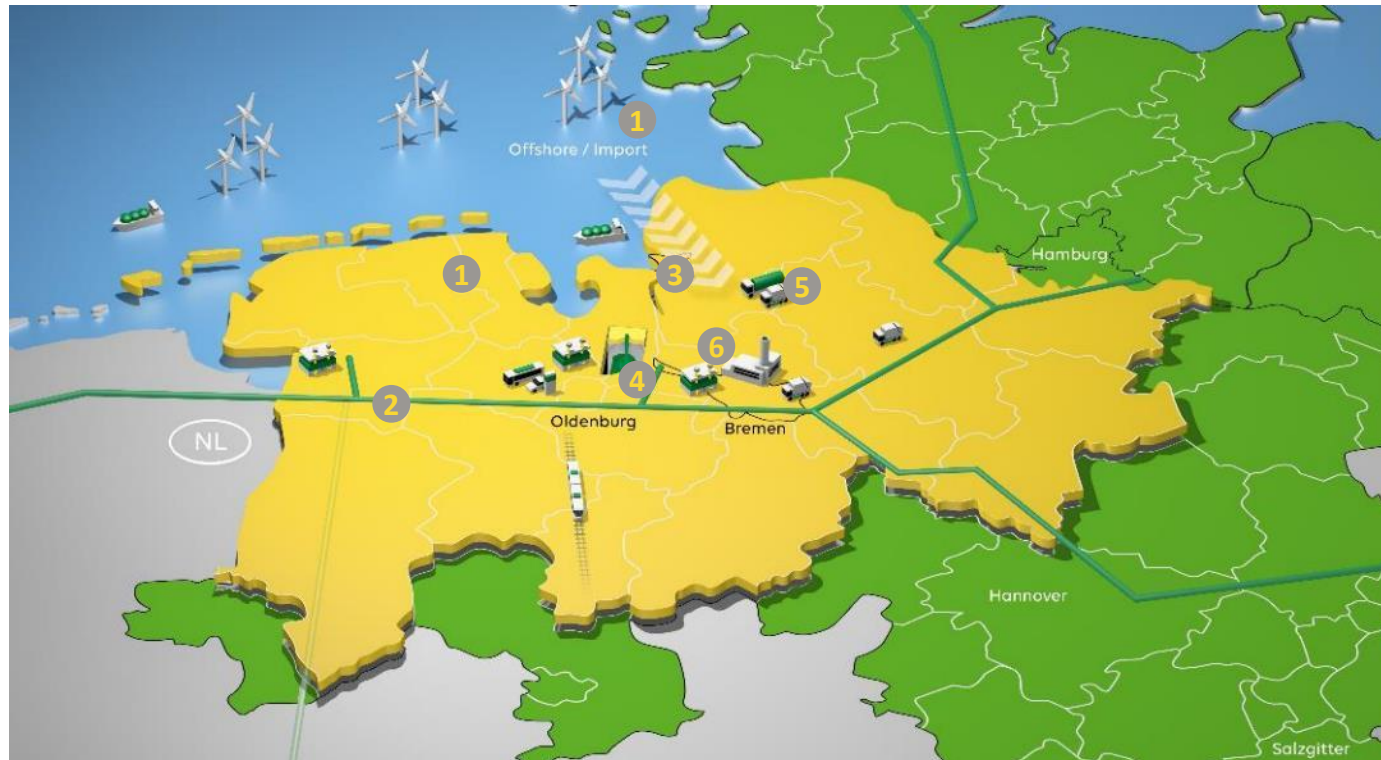 1
Offshore / Import
Hamburg
1
3
5
6
4
2
Oldenburg
Bremen
NL
Hannover
Salzgitter